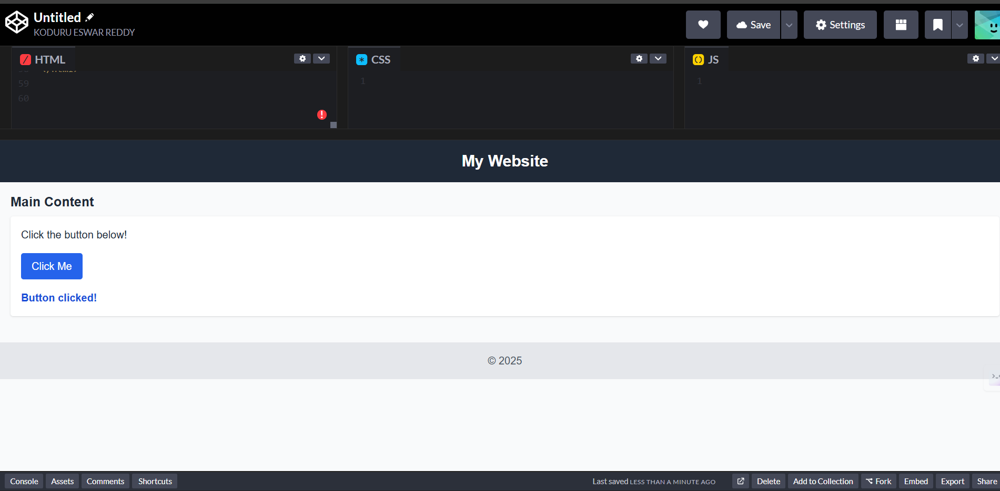 Untitled
KODURU ESWAR REDDY
Save
Settings
HTML
CSS
JS
59
60
1
1
My Website
Main Content
Click the button below!
Click Me
Button clicked!
© 2025
Console
Assets
Comments
Shortcuts
Last saved LESS THAN A MINUTE AGO
Delete
Add to Collection
Fork
Embed
Export
Share